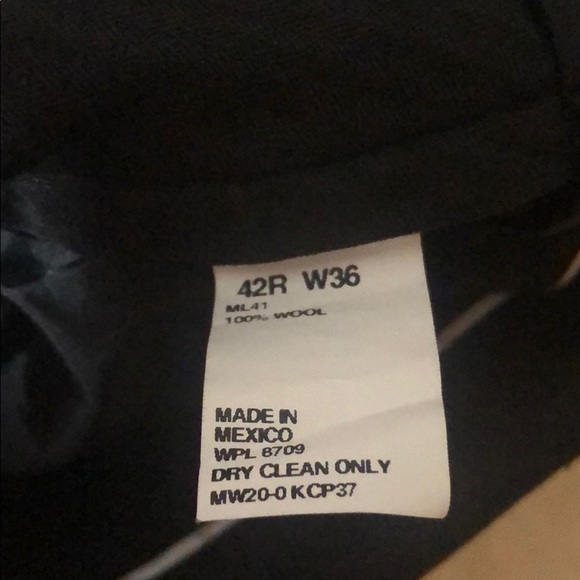 42R W36
ML41
100% WOOL
MADE IN
MEXICO
WPL 8709
DRY CLEAN ONLY
MW20-0 KCP37